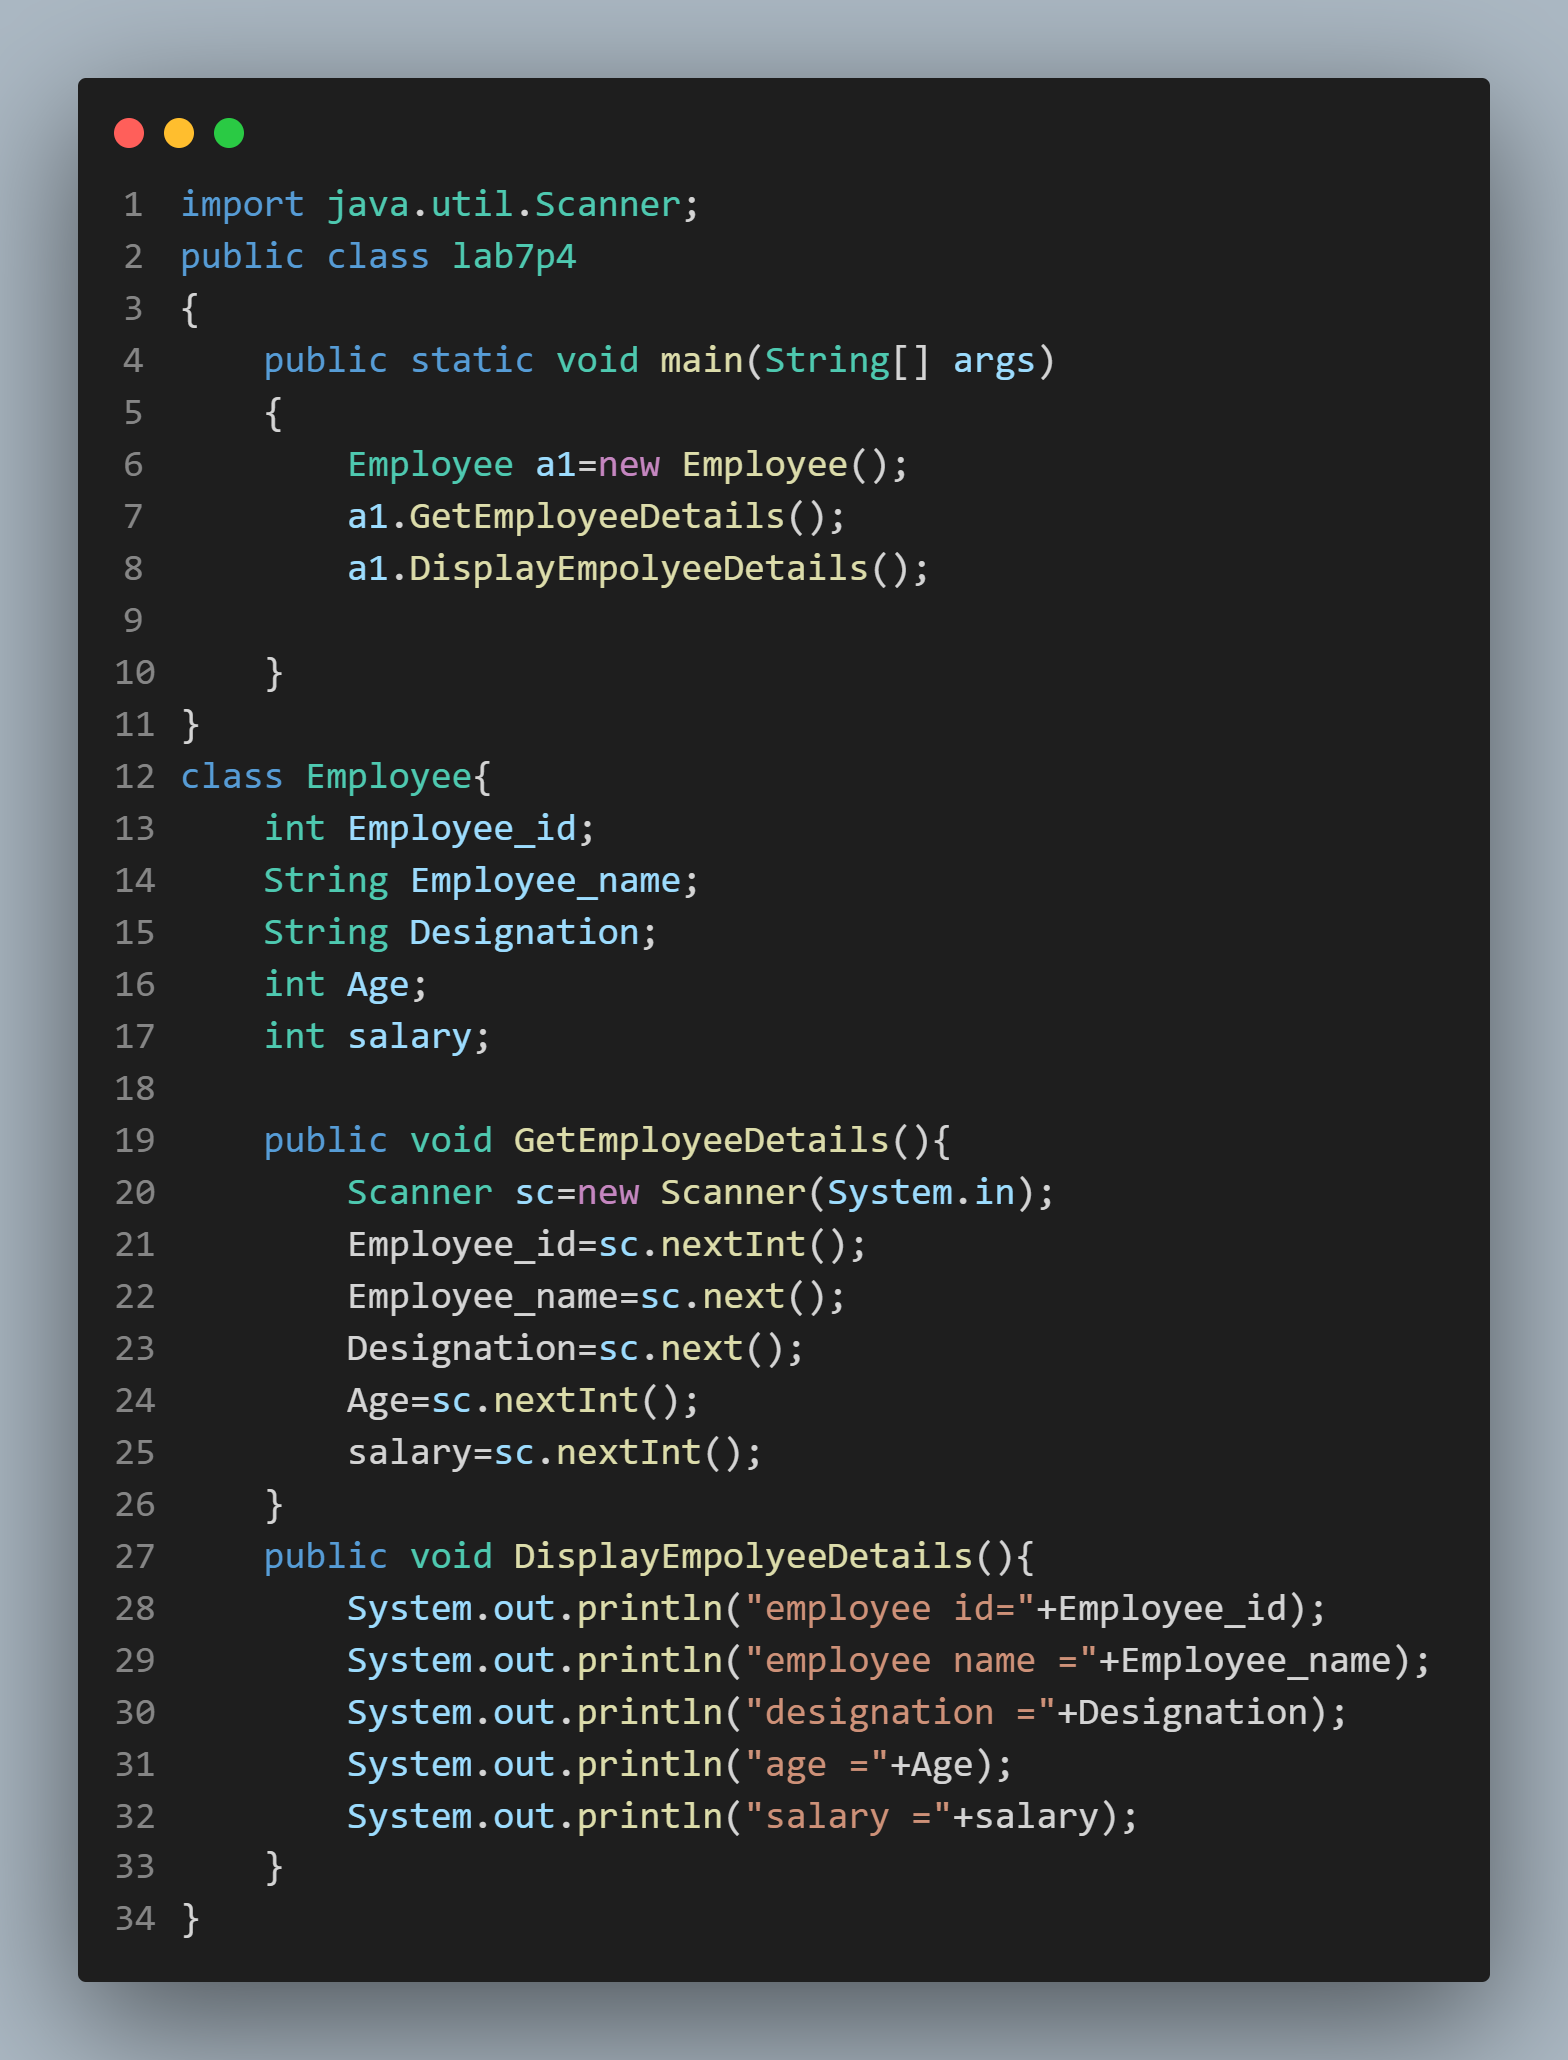 1 import java.util.Scanner;
2 public class lab7p4
3 {
4     public static void main(String[] args)
5     {
6         Employee a1=new Employee();
7         a1.GetEmployeeDetails();
8         a1.DisplayEmpolyeeDetails();
9
10     }
11 }
12 class Employee{
13     int Employee_id;
14     String Employee_name;
15     String Designation;
16     int Age;
17     int salary;
18
19     public void GetEmployeeDetails(){
20         Scanner sc=new Scanner(System.in);
21         Employee_id=sc.nextInt();
22         Employee_name=sc.next();
23         Designation=sc.next();
24         Age=sc.nextInt();
25         salary=sc.nextInt();
26     }
27     public void DisplayEmpolyeeDetails(){
28         System.out.println("employee id="+Employee_id);
29         System.out.println("employee name ="+Employee_name);
30         System.out.println("designation ="+Designation);
31         System.out.println("age ="+Age);
32         System.out.println("salary ="+salary);
33     }
34 }